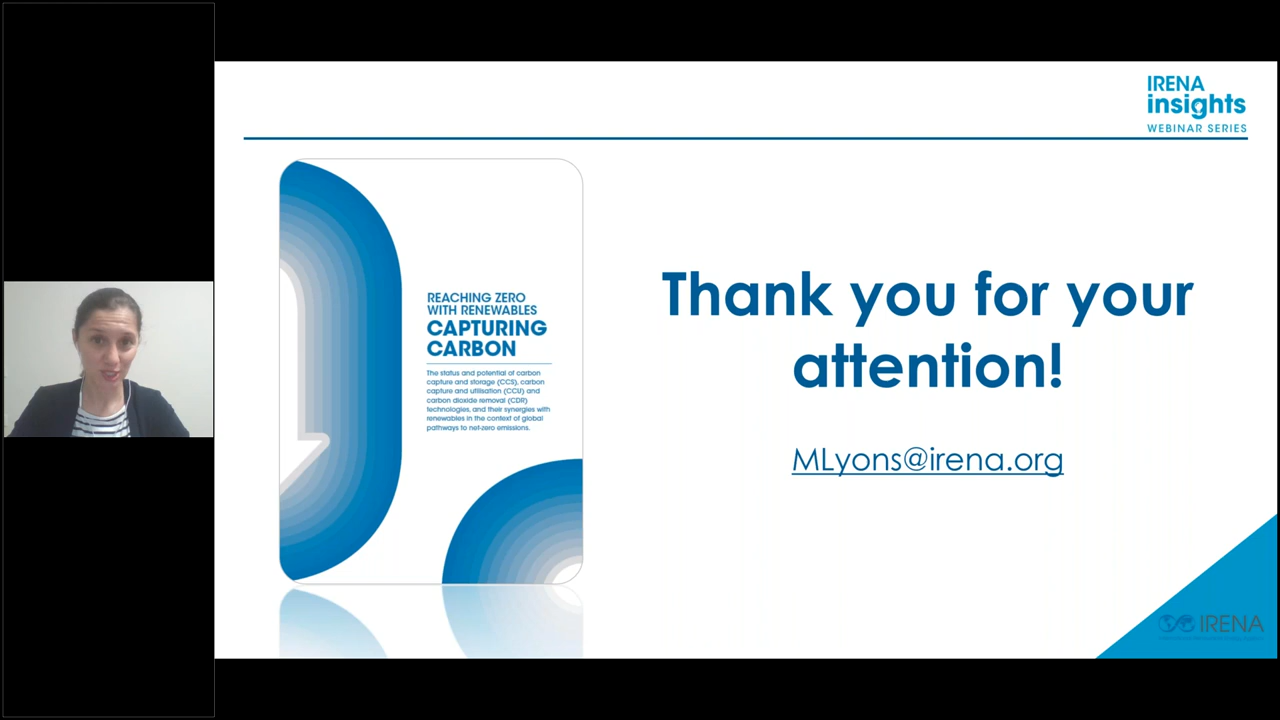 IRENA
insights
WEBINAR SERIES
REACHING ZERO
WITH RENEWABLES
CAPTURING
CARBON
The status and potential of carbon
capture and storage (CCS), carbon
capture and utilisation (CCU) and
carbon dioxide removal (CDR)
technologies, and their synergies with
renewables in the context of global
pathways to net-zero emissions.
Thank you for your
attention!
MLyons@irena.org
IRENA